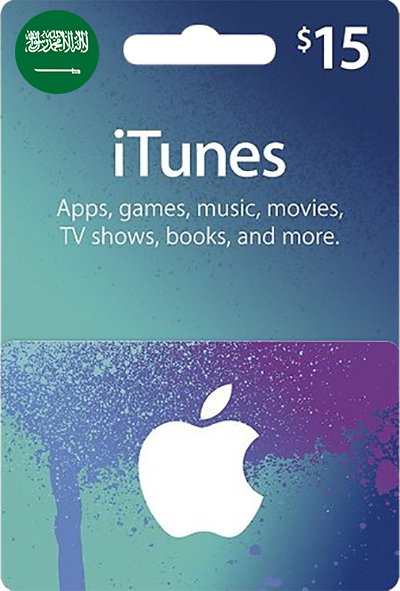 $15
iTunes
Apps, games, music, movies,
TV shows, books, and more.